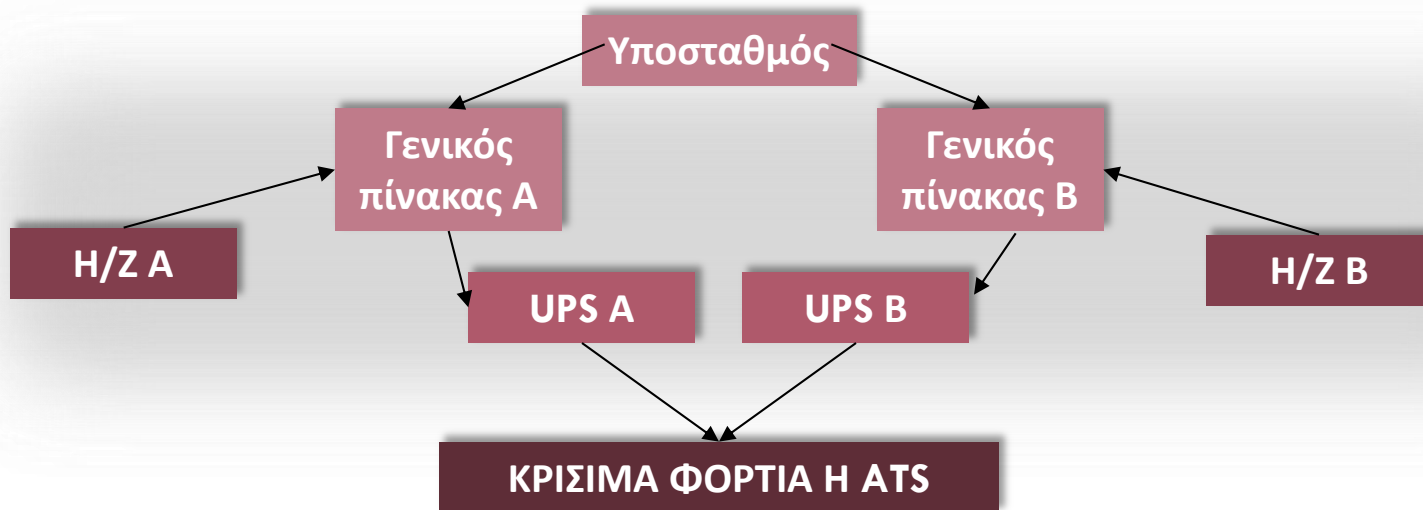 Υποσταθμός
Γενικός
πίνακας Α
Γενικός
πίνακας Β
Η/Ζ Α
Η/Ζ Β
UPS Α
UPS Β
ΚΡΙΣΙΜΑ ΦΟΡΤΙΑ Η ATS